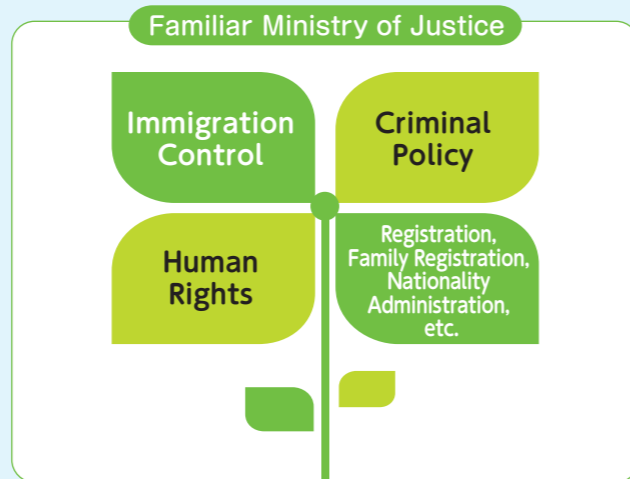 Familiar Ministry of Justice
Immigration
Control
Criminal
Policy
Human
Rights
Registration,
Family Registration,
Nationality
Administration,
etc.